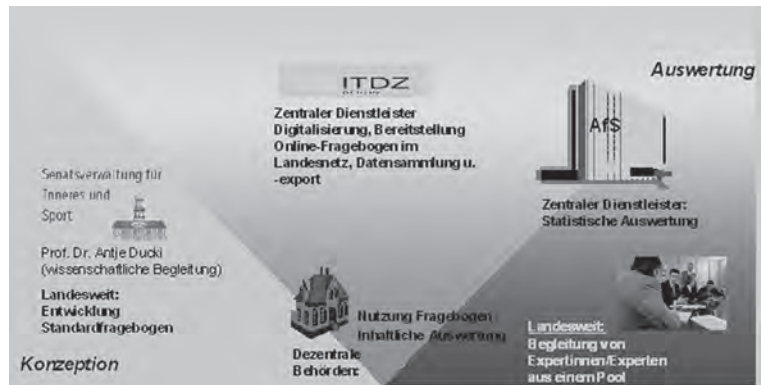 Auswertung
ITDZ
Zentraler Dienstleister
Digitalisierung, Bereitstellung
Online-Fragebogen im
Landesnetz, Datensammlung u.
-export
AfS
Zentraler Dienstleister:
Statistische Auswertung
Senatsverwaltung für
Inneres und
Sport
Prof. Dr. Antje Ducki
(wissenschaftliche Begleitung)
Landesweit:
Entwicklung
Standardfragebogen
Konzeption
Nutzung Fragebogen
Inhaltliche Auswertung
Dezentrale
Behörden:
Landesweit:
Begleitung von
Expertinnen/Experten
aus einem Pool